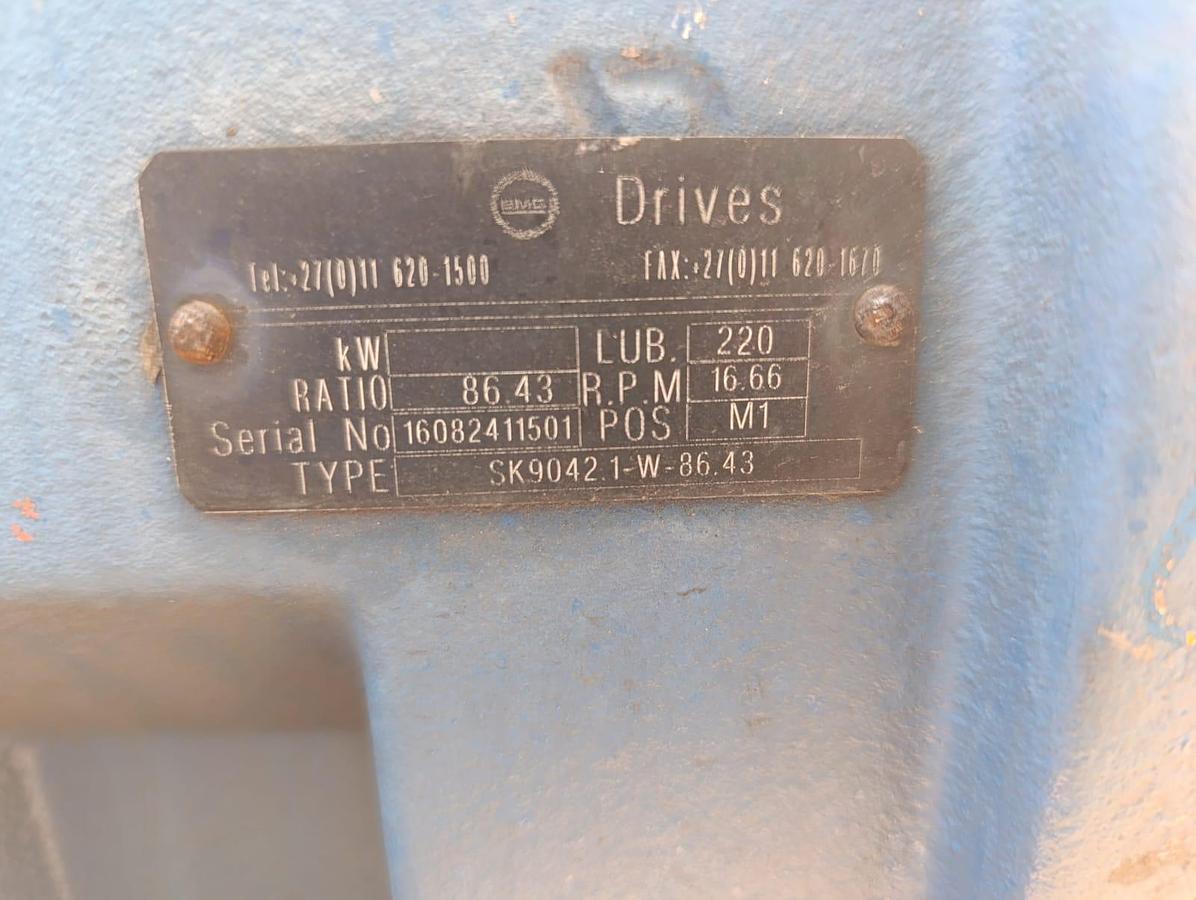 BMG Drives
Tel:+27(0)11 620-1500 FAX:+27(0)11 620-1670
kW LUB. 220
RATIO 86.43 R.P.M 16.66
Serial No 16082411501 POS M1
TYPE SK9042.1-W-86.43